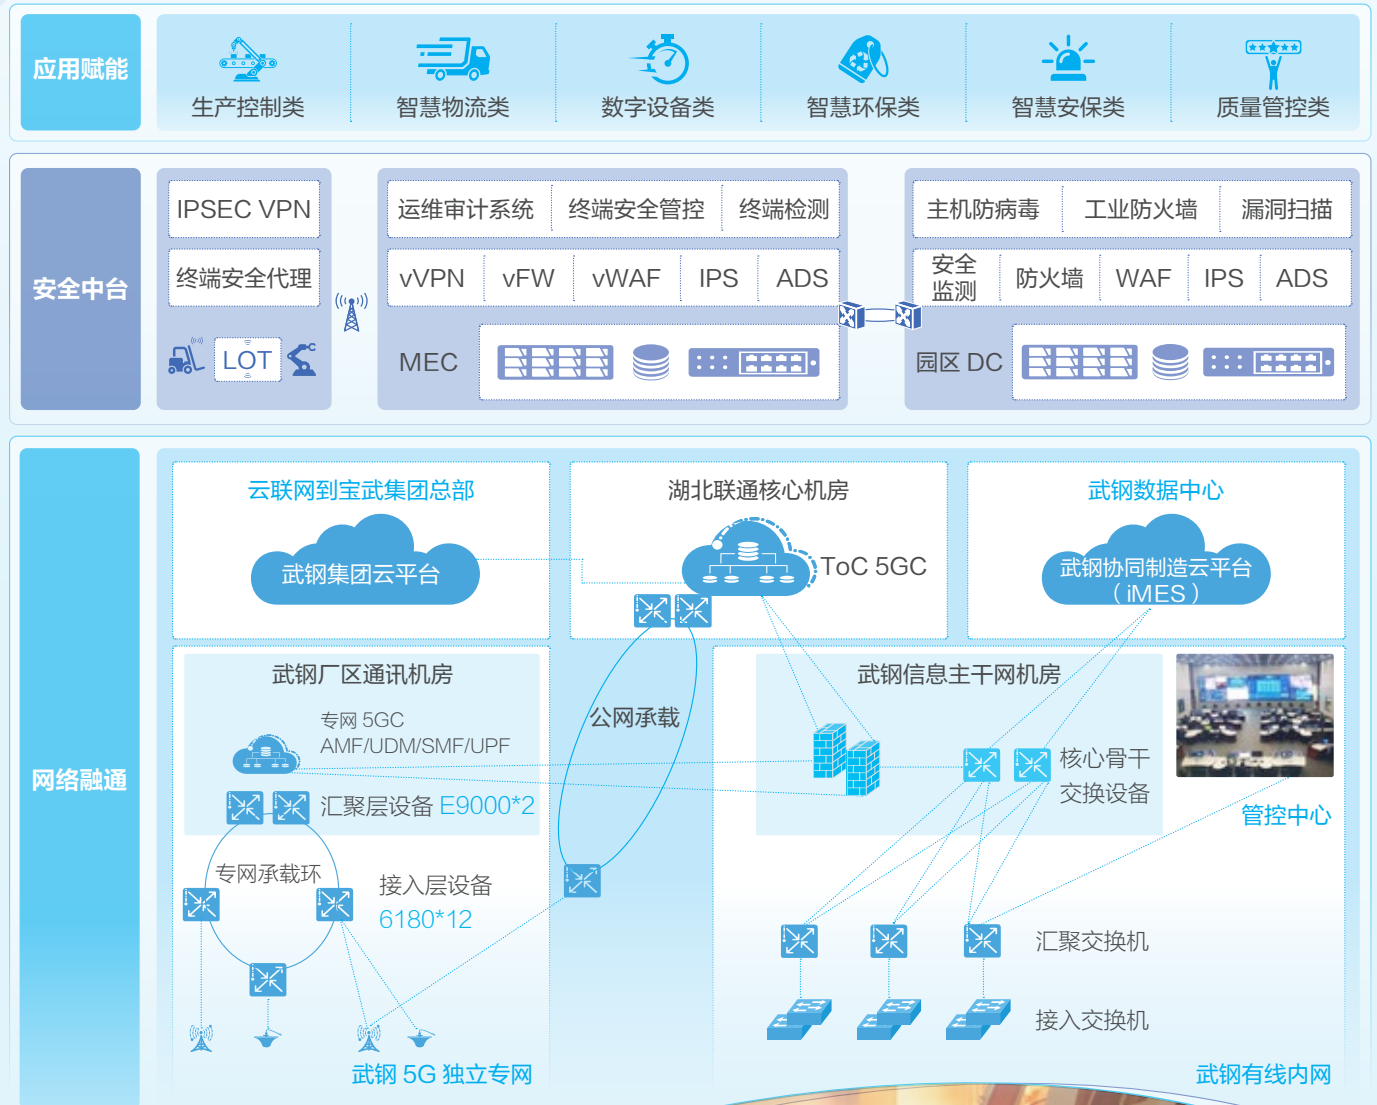 应用赋能
生产控制类
智慧物流类
数字设备类
智慧环保类
智慧安保类
质量管控类
安全中台
IPSEC VPN
终端安全代理
LOT
运维审计系统
终端安全管控
终端检测
vVPN
vFW
vWAF
IPS
ADS
MEC
主机防病毒
工业防火墙
漏洞扫描
安全
监测
防火墙
WAF
IPS
ADS
园区 DC
网络融通
云联网到宝武集团总部
武钢集团云平台
湖北联通核心机房
ToC 5GC
武钢数据中心
武钢协同制造云平台
（ iMES ）
武钢厂区通讯机房
专网 5GC
AMF/UDM/SMF/UPF
汇聚层设备 E9000*2
专网承载环
接入层设备
6180*12
武钢 5G 独立专网
公网承载
武钢信息主干网机房
核心骨干
交换设备
管控中心
汇聚交换机
接入交换机
武钢有线内网